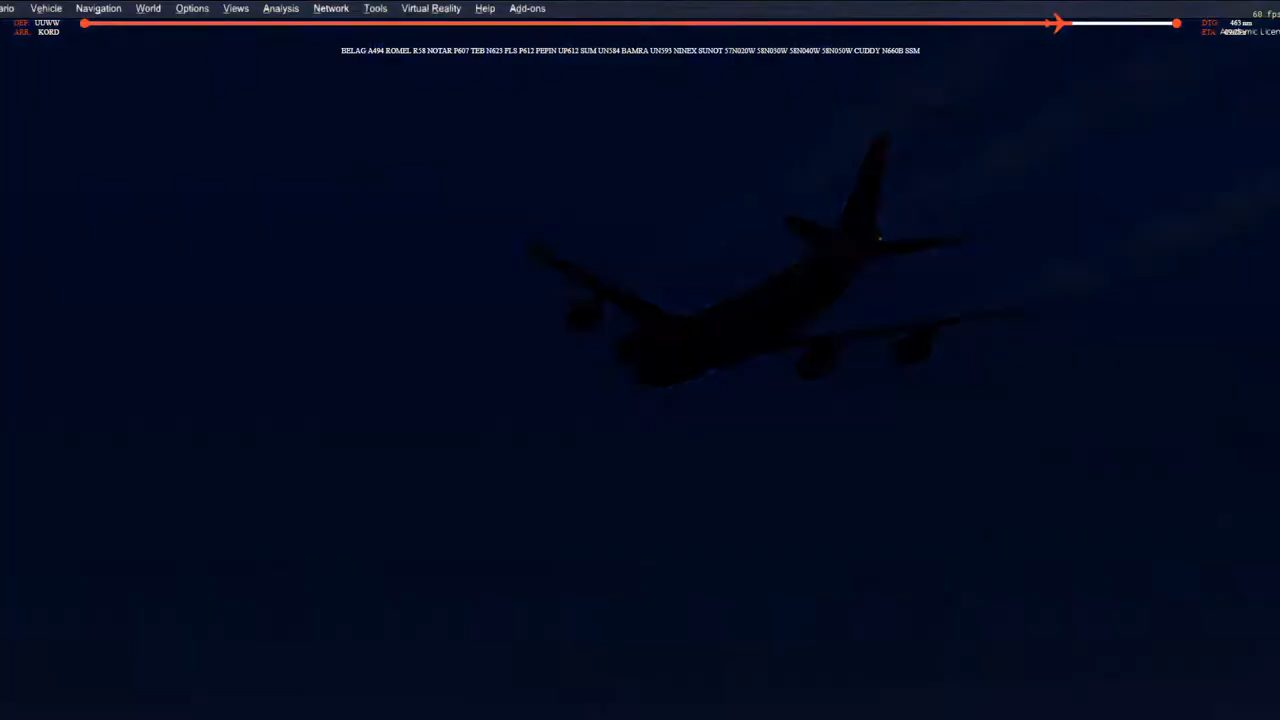 ario Vehicle Navigation World Options Views Analysis Network Tools Virtual Reality Help Add-ons
60 fps
DEP: UUWW
DTG 463 nm
ARR: KORD
ETA
BELAG A494 ROMEL R58 NOTAR P607 TEB N623 FLS P612 PEPIN UP612 SUM UN584 BAMRA UN593 NINEX SUNOT 57N020W 58N030W 58N040W 58N050W CUDDY N660B SSM